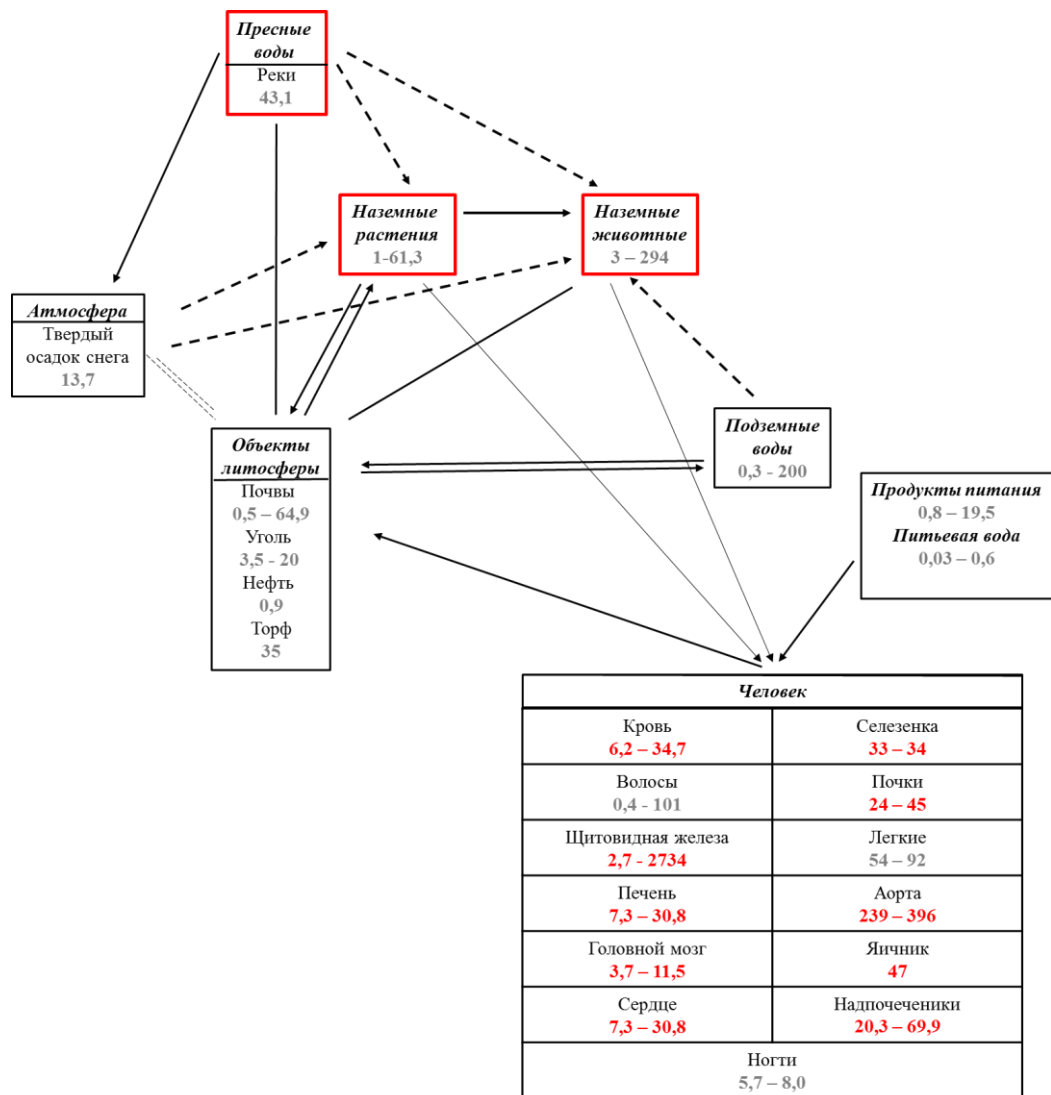 Пресные
воды
Реки
43,1
Наземные
растения
1-61,3
Наземные
животные
3 – 294
Атмосфера
Твердый
осадок снега
13,7
Объекты
литосферы
Почвы
0,5 – 64,9
Уголь
3,5 - 20
Нефть
0,9
Торф
35
Подземные
воды
0,3 - 200
Продукты питания
0,8 – 19,5
Питьевая вода
0,03 – 0,6
Человек
Кровь
6,2 – 34,7
Селезенка
33 – 34
Волосы
0,4 - 101
Почки
24 – 45
Щитовидная железа
2,7 - 2734
Легкие
54 – 92
Печень
7,3 – 30,8
Аорта
239 – 396
Головной мозг
3,7 – 11,5
Яичник
47
Сердце
7,3 – 30,8
Надпочеченики
20,3 – 69,9
Ногти
5,7 – 8,0